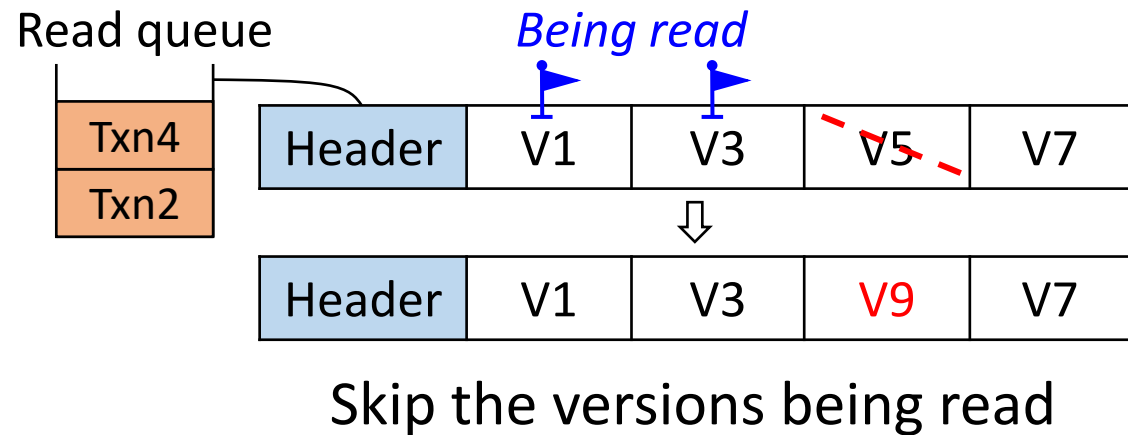 Read queue
Being read
Txn4
Txn2
Header V1 V3 V5 V7
Header V1 V3 V9 V7
Skip the versions being read